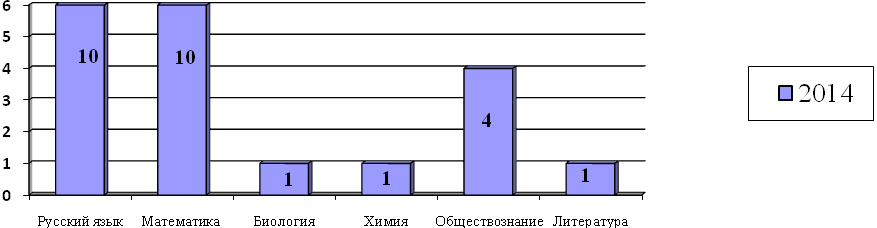 6
5
4
3
2
1
0
10
10
1
1
4
1
Русский язык
Математика
Биология
Химия
Обществознание
Литература
2014